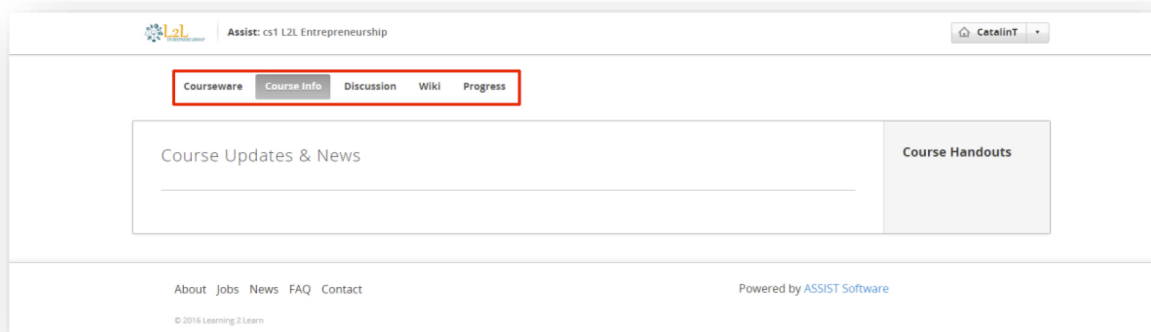 L2L
Assist: cs1 L2L Entrepreneurship
CatalinT
Courseware Course Info Discussion Wiki Progress
Course Updates & News
Course Handouts
About Jobs News FAQ Contact
Powered by ASSIST Software
© 2016 Learning 2 Learn